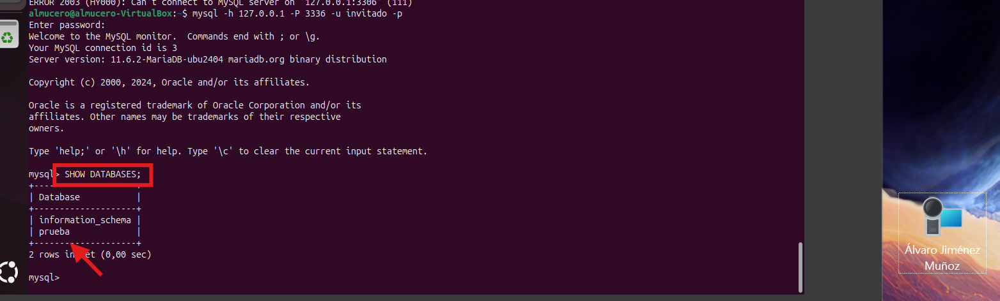 ERROR 2003 (HY000): Can't connect to MySQL server on '127.0.0.1:3306' (111)
almucero@almucero-VirtualBox:~$ mysql -h 127.0.0.1 -P 3336 -u invitado -p
Enter password:
Welcome to the MySQL monitor.  Commands end with ; or \g.
Your MySQL connection id is 3
Server version: 11.6.2-MariaDB-ubu2404 mariadb.org binary distribution
Copyright (c) 2000, 2024, Oracle and/or its affiliates.
Oracle is a registered trademark of Oracle Corporation and/or its
affiliates. Other names may be trademarks of their respective
owners.
Type 'help;' or '\h' for help. Type '\c' to clear the current input statement.
mysql> SHOW DATABASES;
+--------------------+
| Database           |
+--------------------+
| information_schema |
| prueba             |
+--------------------+
2 rows in set (0,00 sec)
mysql>
Álvaro Jiménez
Muñoz